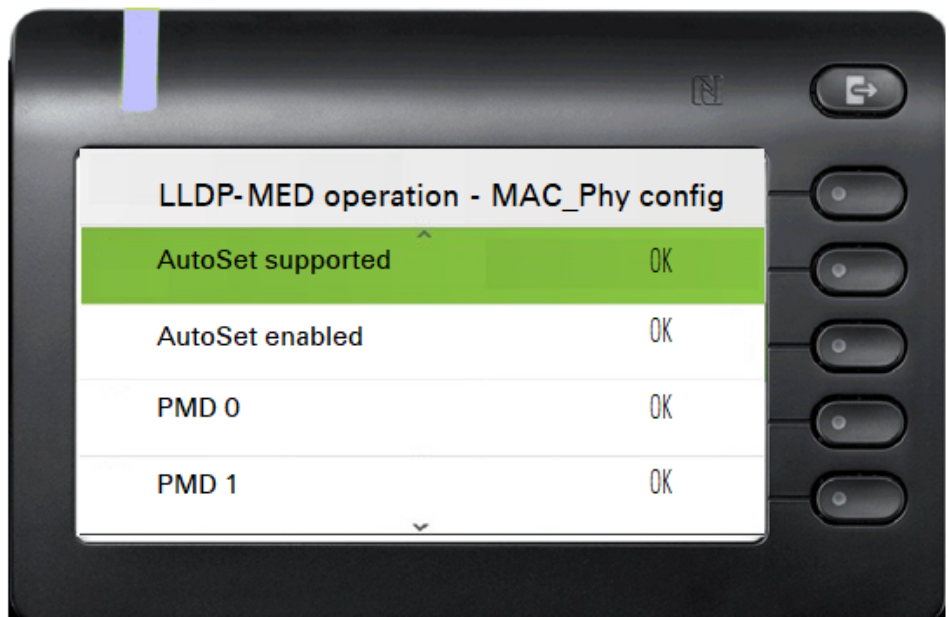 LLDP-MED operation - MAC_Phy config
AutoSet supported OK
AutoSet enabled OK
PMD 0 OK
PMD 1 OK